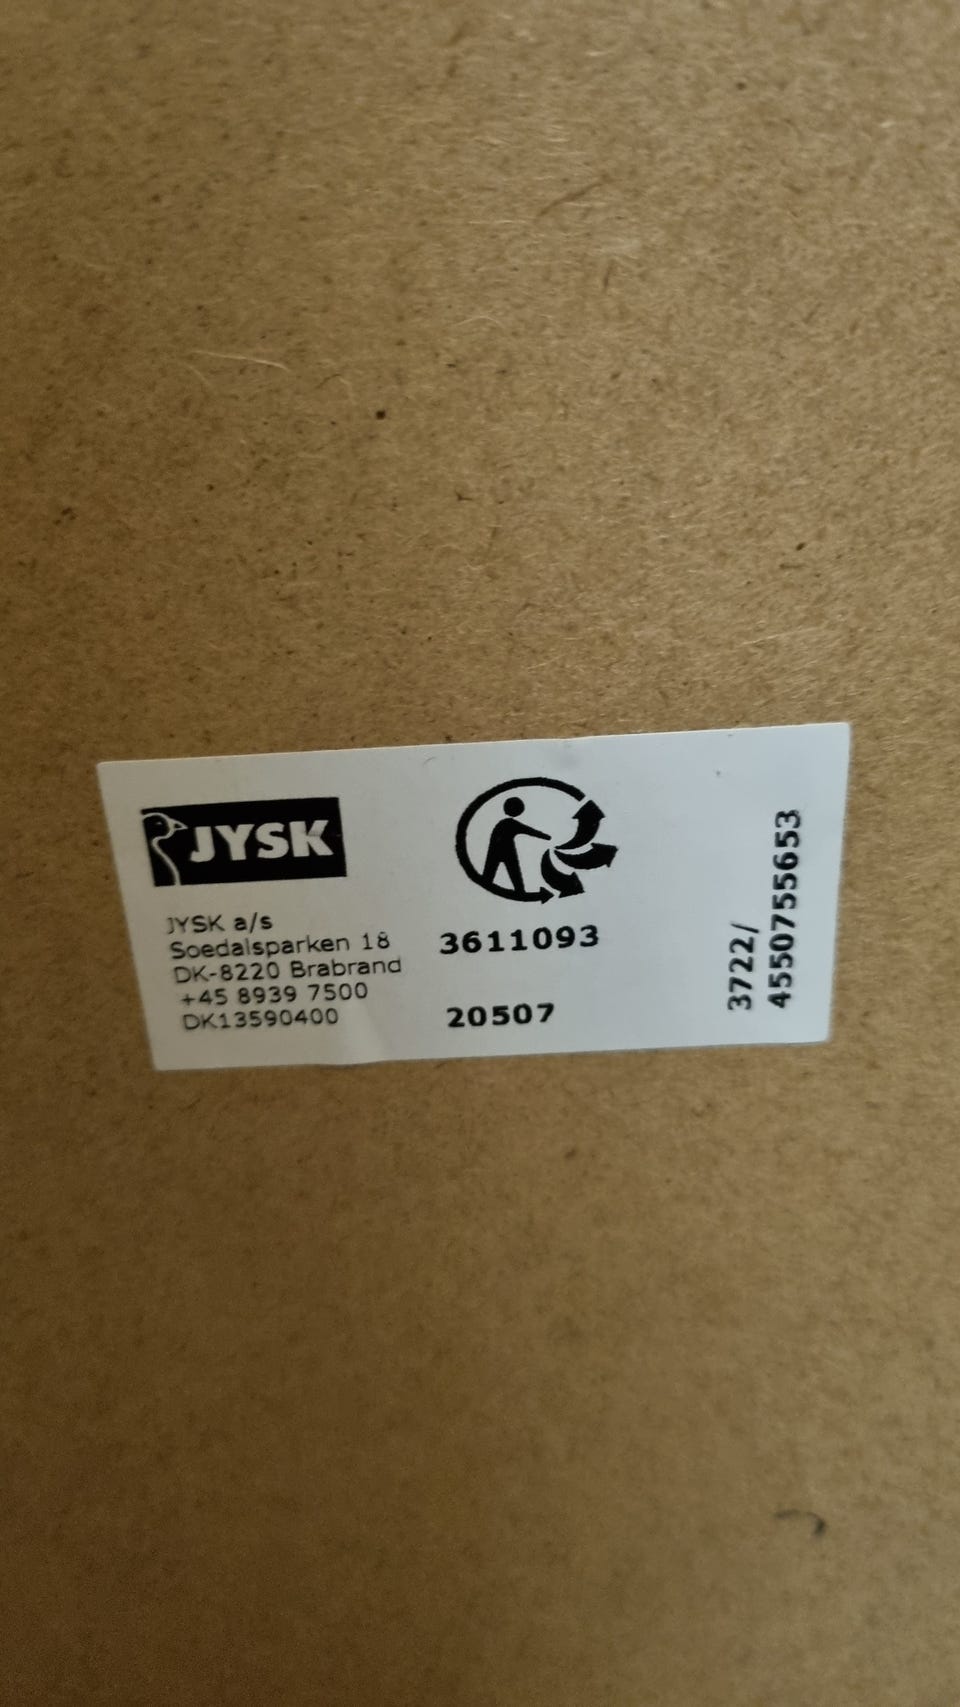 JYSK
JYSK a/s
Soedalsparken 18
DK-8220 Brabrand
+45 8939 7500
DK13590400
3611093
20507
3722/
4550755653